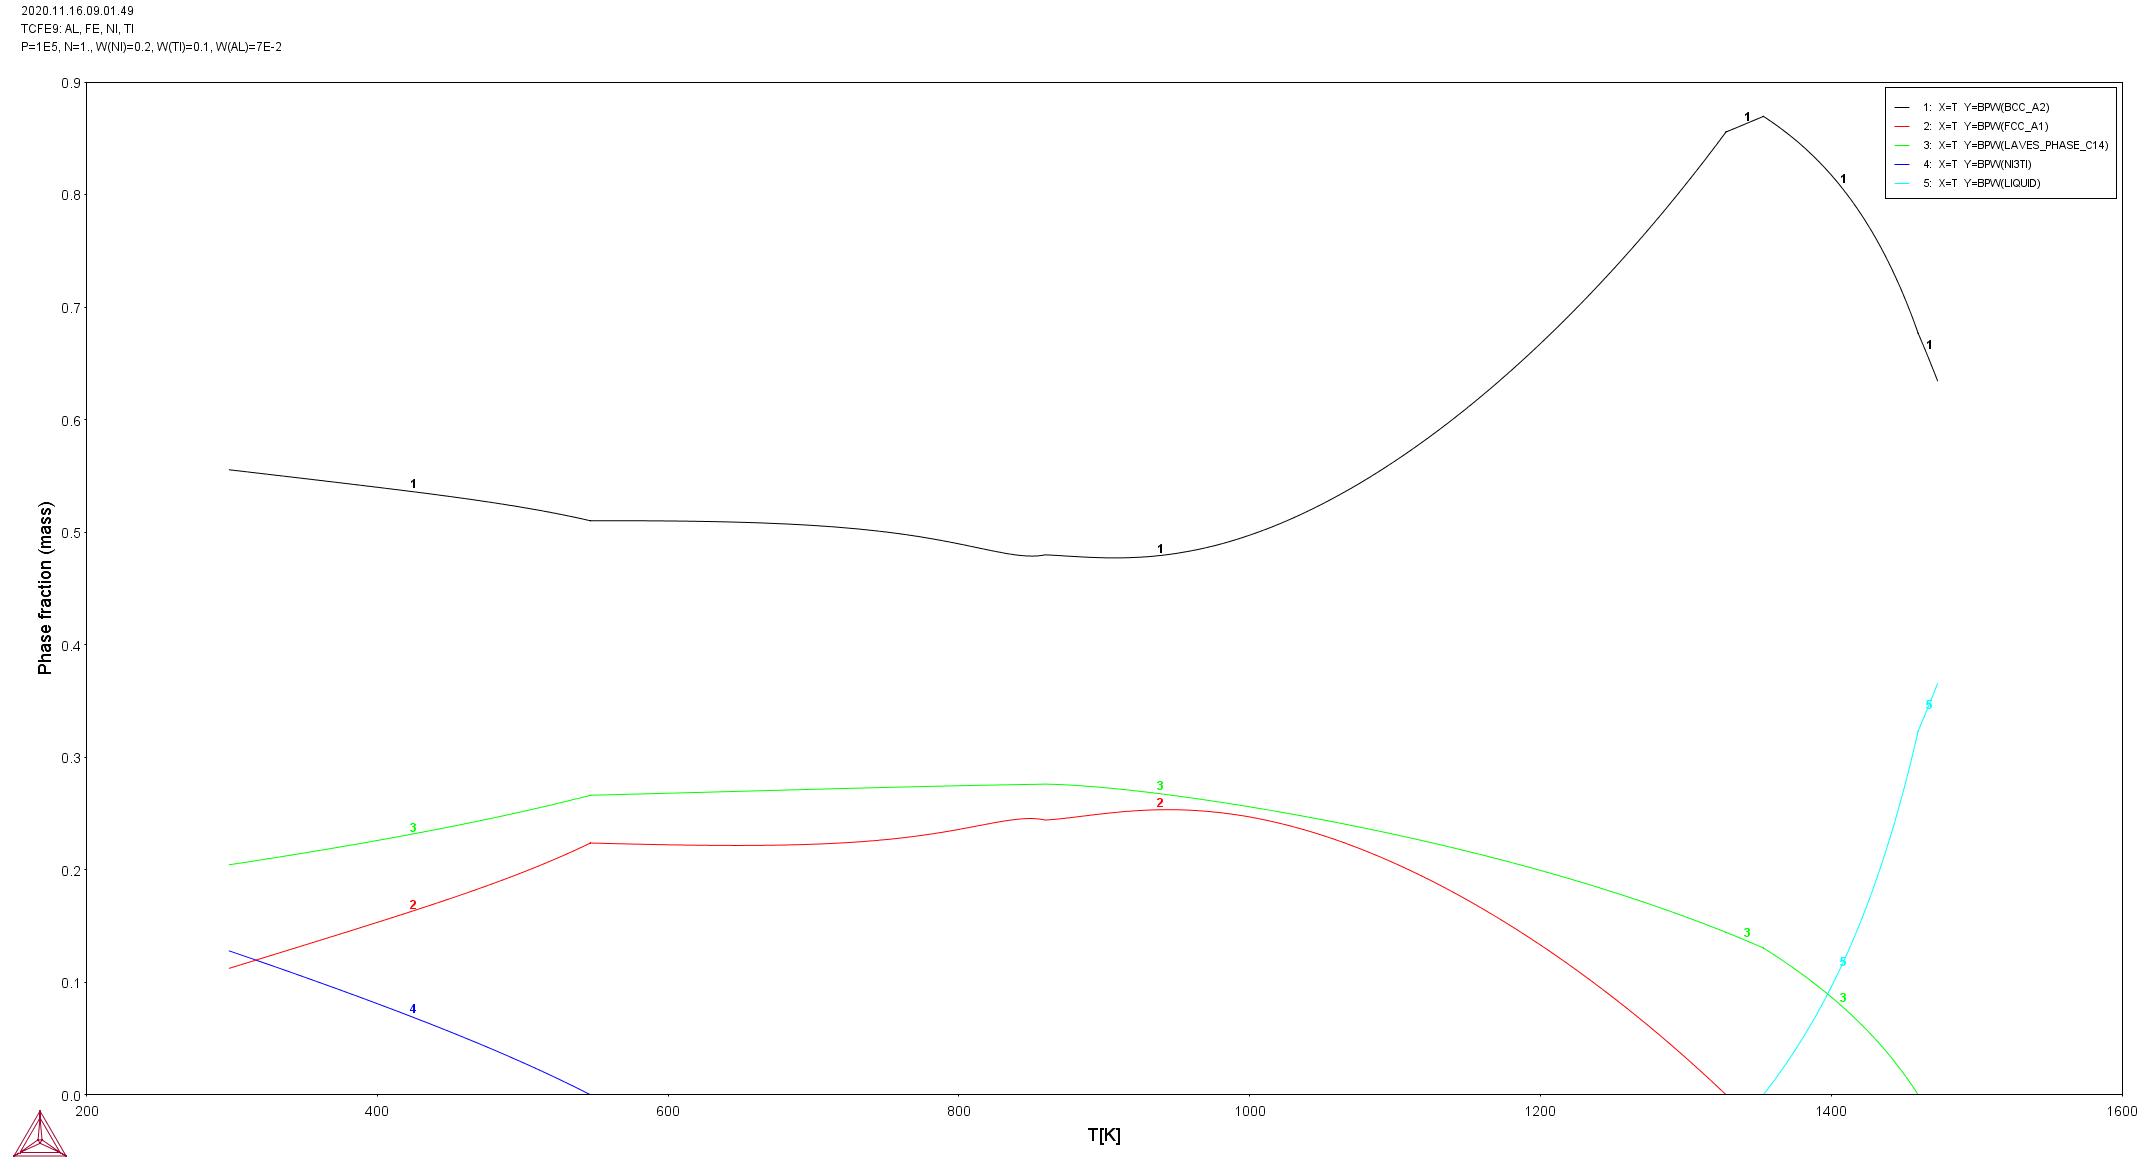 2020.11.16.09.01.49
TCFE9: AL, FE, NI, TI
P=1E5, N=1., W(NI)=0.2, W(TI)=0.1, W(AL)=7E-2
0.9
1: X=T Y=BPW(BCC_A2)
2: X=T Y=BPW(FCC_A1)
3: X=T Y=BPW(LAVES_PHASE_C14)
4: X=T Y=BPW(NI3TI)
5: X=T Y=BPW(LIQUID)
1
1
0.8
0.7
1
0.6
1
0.5
1
Phase fraction (mass)
0.4
5
0.3
3
2
3
0.2
2
3
5
3
0.1
4
0.0
200 400 600 800 1000 1200 1400 1600
T[K]